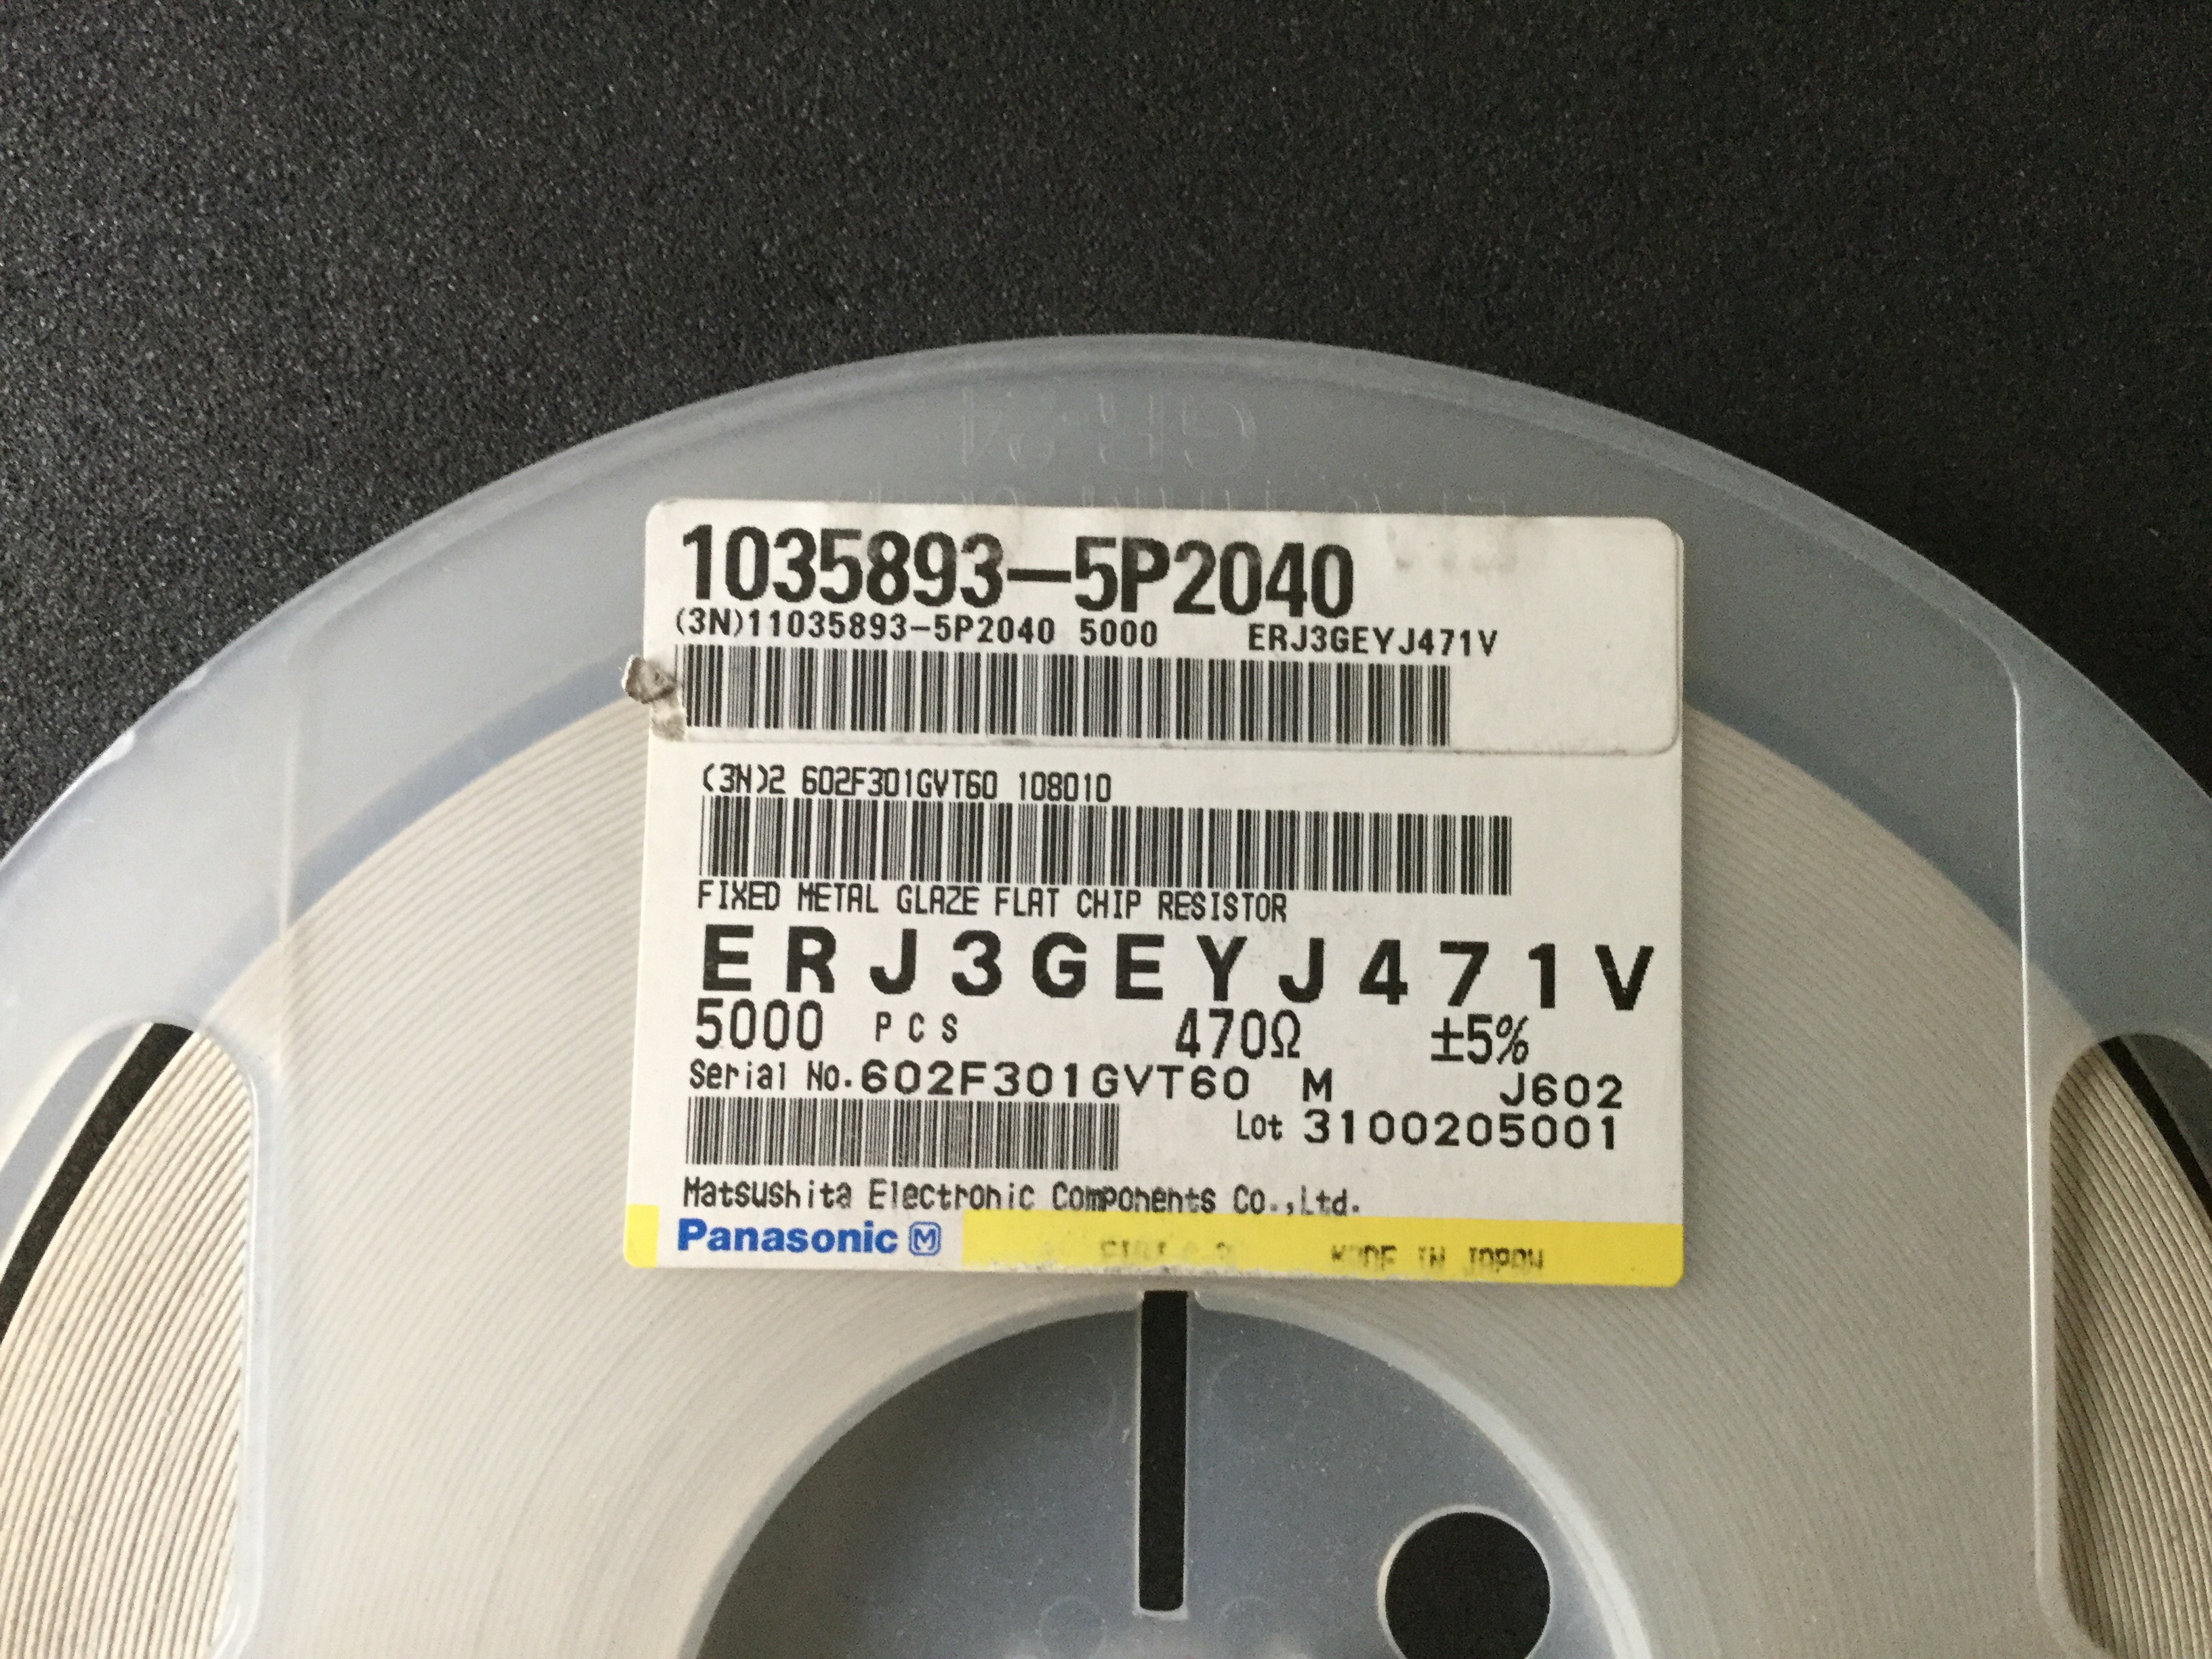 1035893-5P2040
(3N)11035893-5P2040 5000 ERJ3GEYJ471V
(3N)2 602F301GVT60 108010
FIXED METAL GLAZE FLAT CHIP RESISTOR
ERJ3GEYJ471V
5000 PCS 470Ω ±5%
Serial No.602F301GVT60 M J602
Lot 3100205001
Matsushita Electronic Components Co.,Ltd.
Panasonic M
MADE IN JAPAN